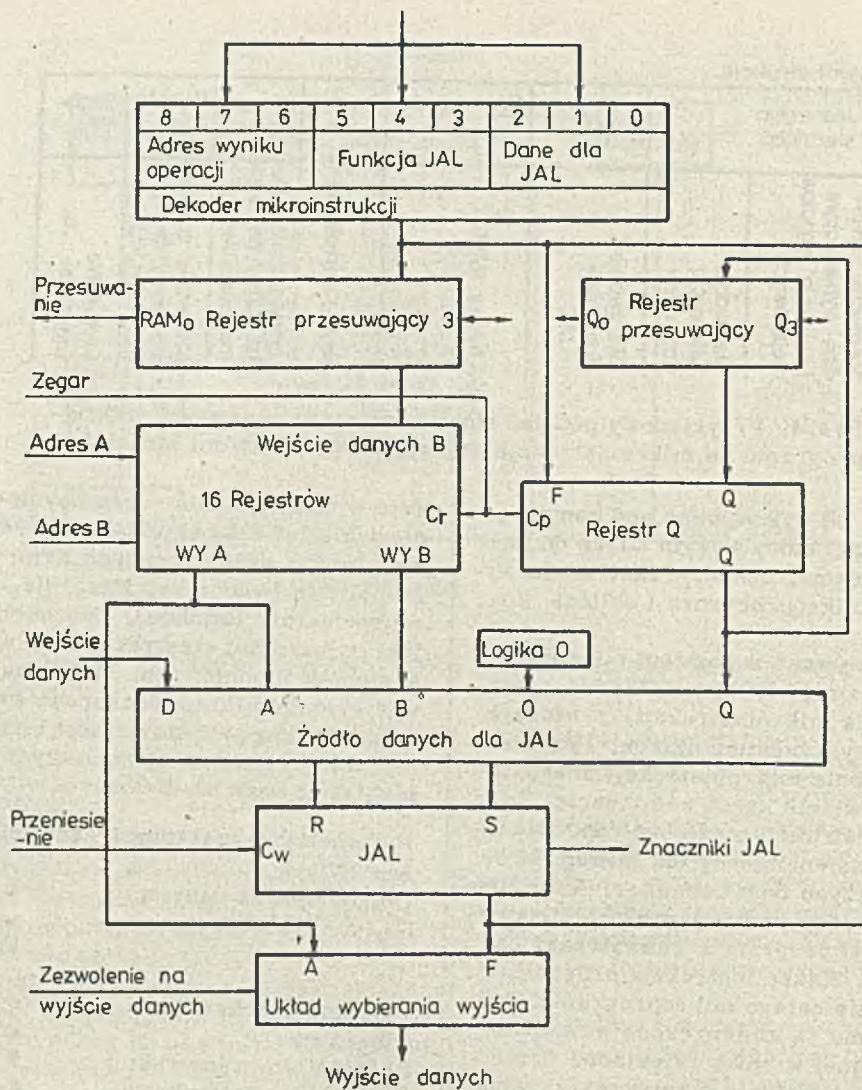 8 7 6 5 4 3 2 1 0
Adres wyniku
operacji
Funkcja JAL
Dane dla
JAL
Dekoder mikroinstrukcji
Przesuwa-
nie
RAM₀ Rejestr przesuwający 3
Q₀ Rejestr
przesuwający Q₃
Zegar
Adres A
Wejście danych B
16 Rejestrów
Cr
Adres B
WY A WY B
F Q
Cp Rejestr Q
Q
Wejście
danych
Logika 0
D A B 0 Q
Źródło danych dla JAL
Przeniesie
-nie
R S
Cw JAL
Znaczniki JAL
A F
Zezwolenie na
wyjście danych
Układ wybierania wyjścia
Wyjście danych